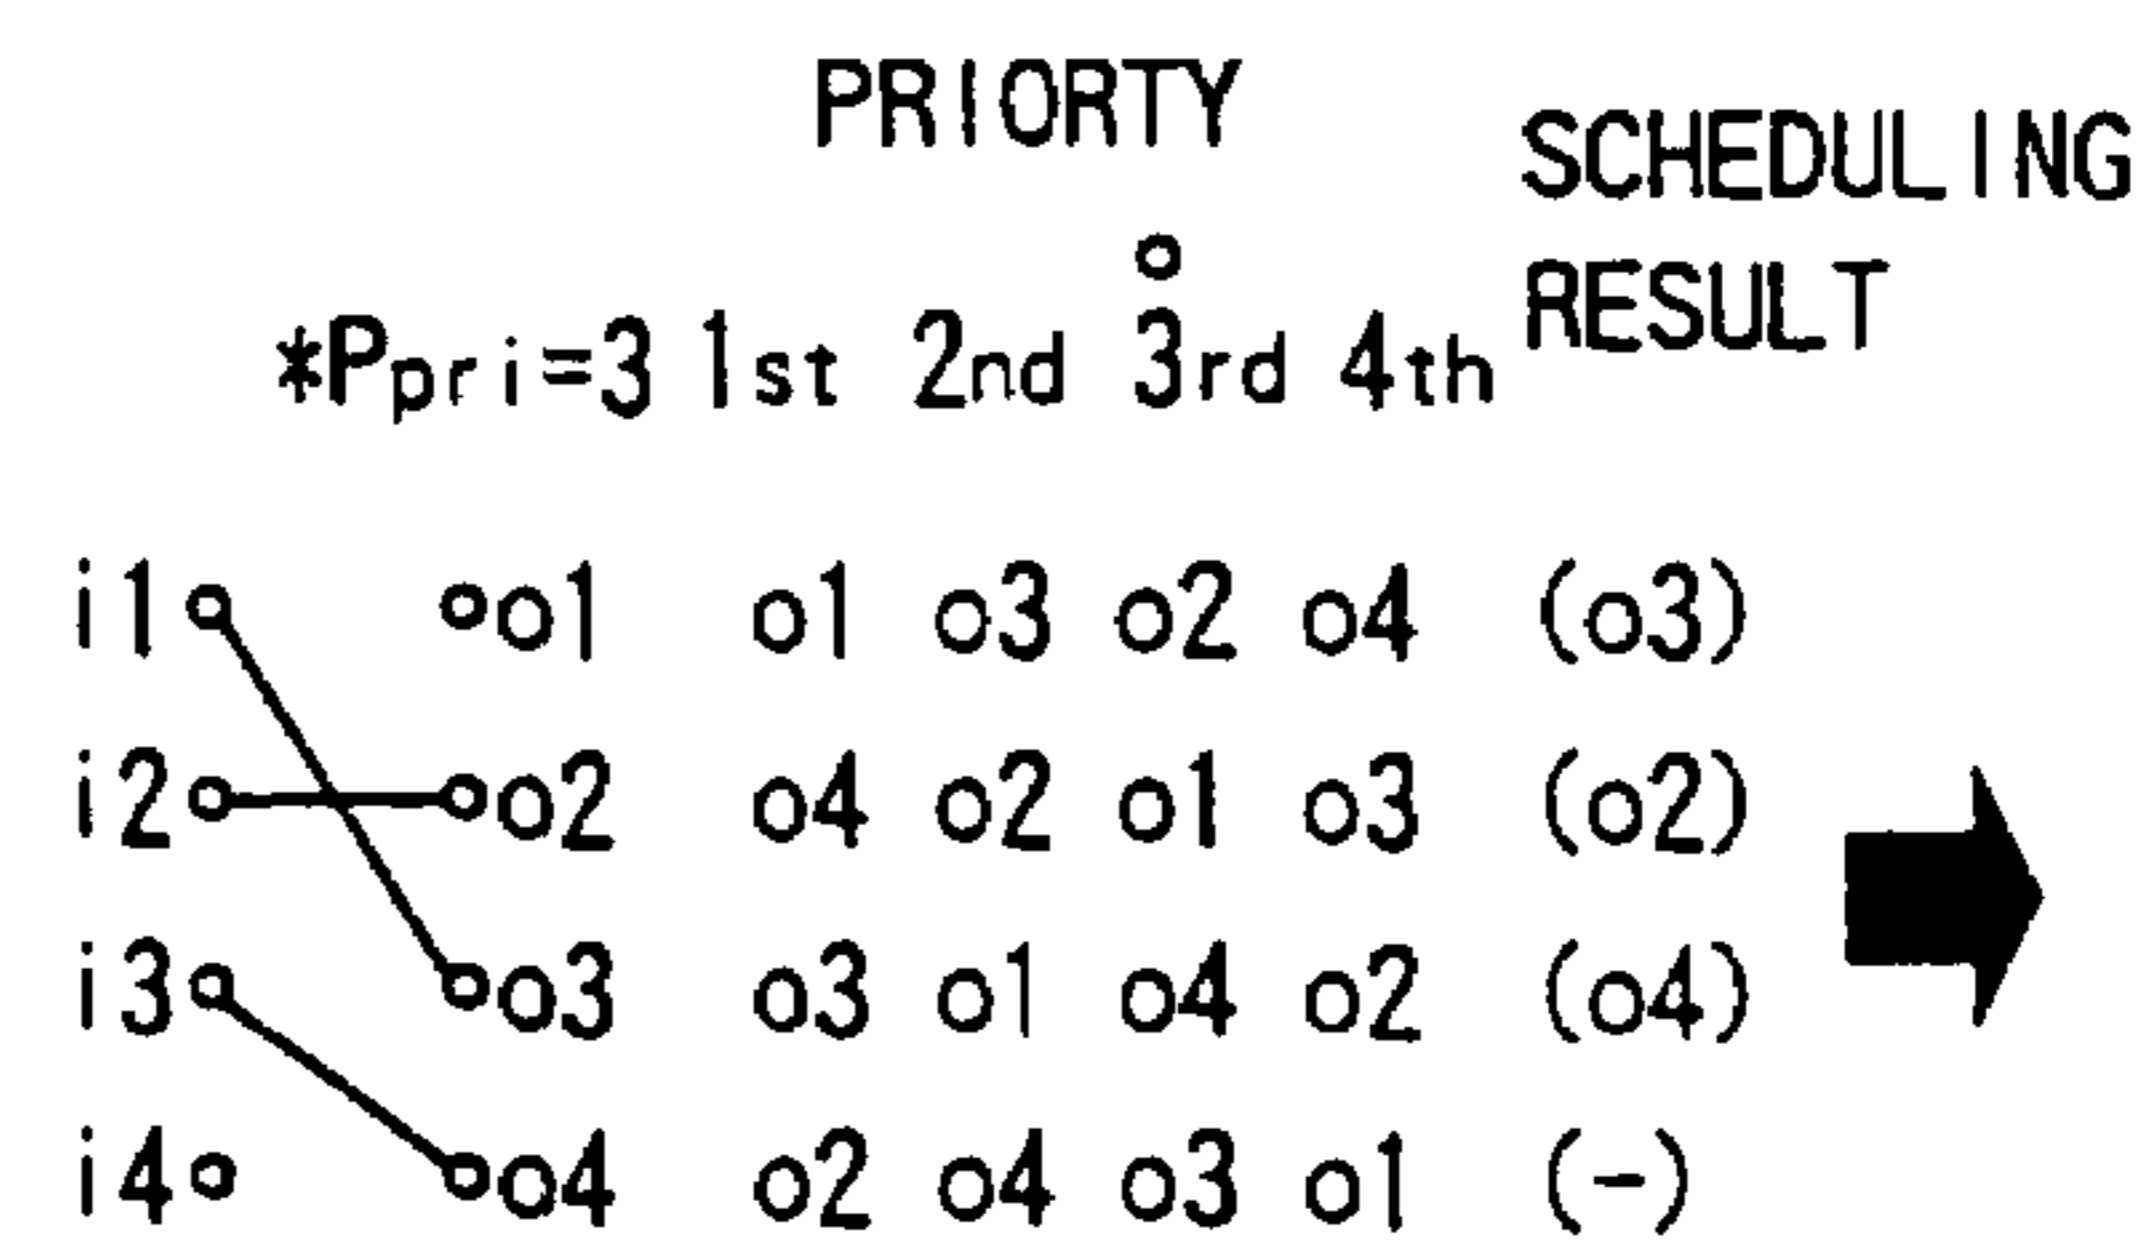 PRIORTY
SCHEDULING
RESULT
*Ppri=3 1st 2nd 3rd 4th
i1 o1 o1 o3 o2 o4 (o3)
i2 o2 o4 o2 o1 o3 (o2)
i3 o3 o3 o1 o4 o2 (o4)
i4 o4 o2 o4 o3 o1 (-)